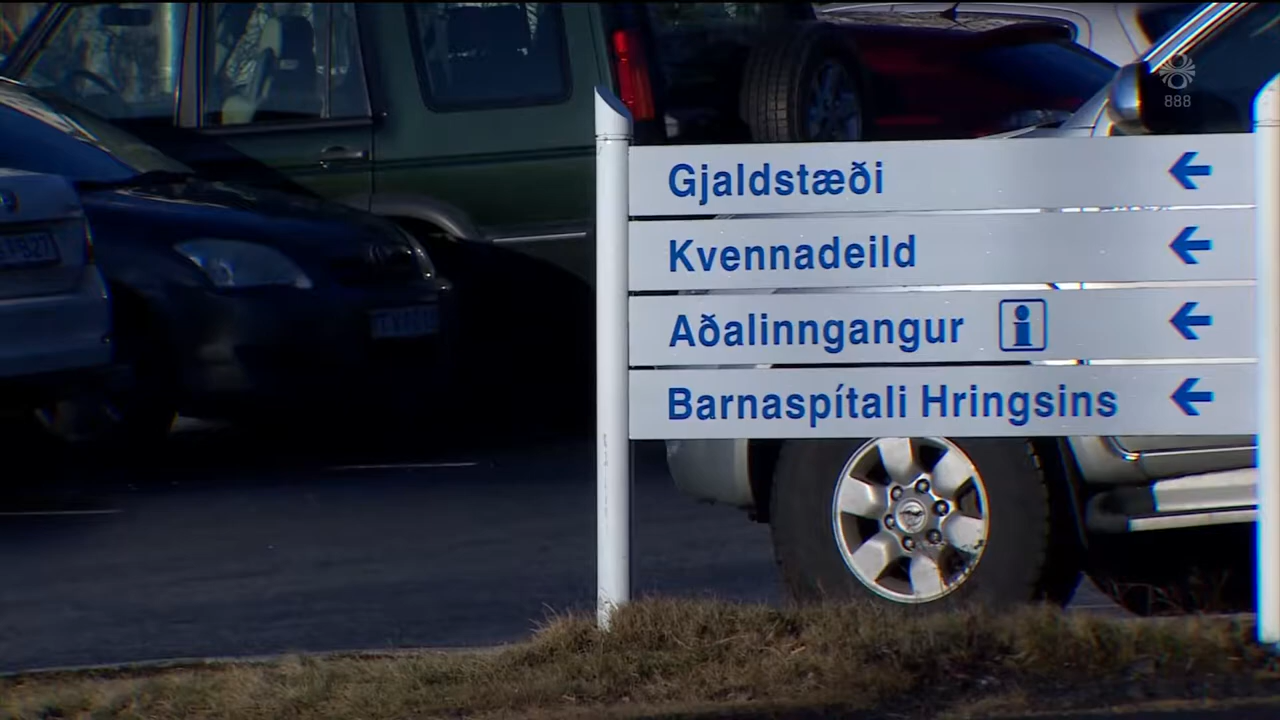 888
Gjaldstæði
Kvennadeild
Aðalinngangur i
Barnaspítali Hringsins